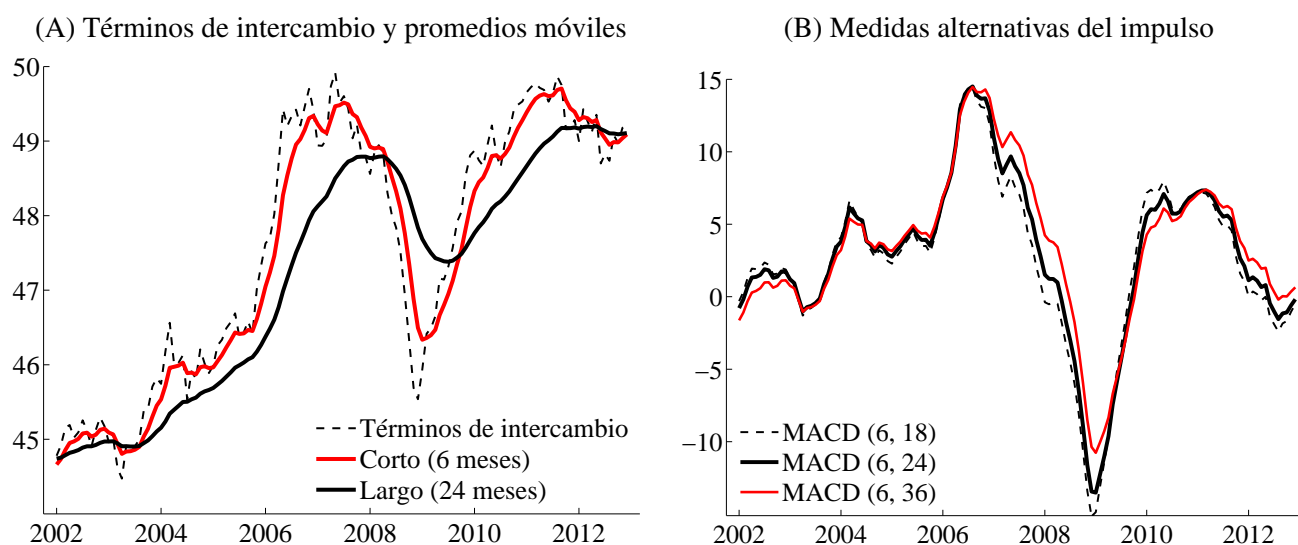 (A) Términos de intercambio y promedios móviles
50
49
48
47
46
45
Términos de intercambio
Corto (6 meses)
Largo (24 meses)
2002 2004 2006 2008 2010 2012
(B) Medidas alternativas del impulso
15
10
5
0
−5
−10
MACD (6, 18)
MACD (6, 24)
MACD (6, 36)
2002 2004 2006 2008 2010 2012